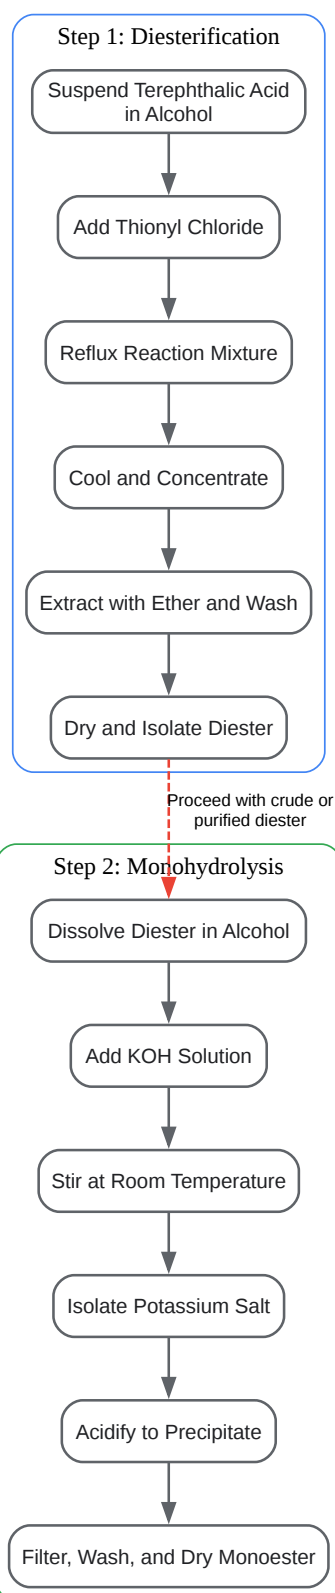 Step 1: Diesterification
Suspend Terephthalic Acid
in Alcohol
Add Thionyl Chloride
Reflux Reaction Mixture
Cool and Concentrate
Extract with Ether and Wash
Dry and Isolate Diester
Proceed with crude or
purified diester
Step 2: Monohydrolysis
Dissolve Diester in Alcohol
Add KOH Solution
Stir at Room Temperature
Isolate Potassium Salt
Acidify to Precipitate
Filter, Wash, and Dry Monoester